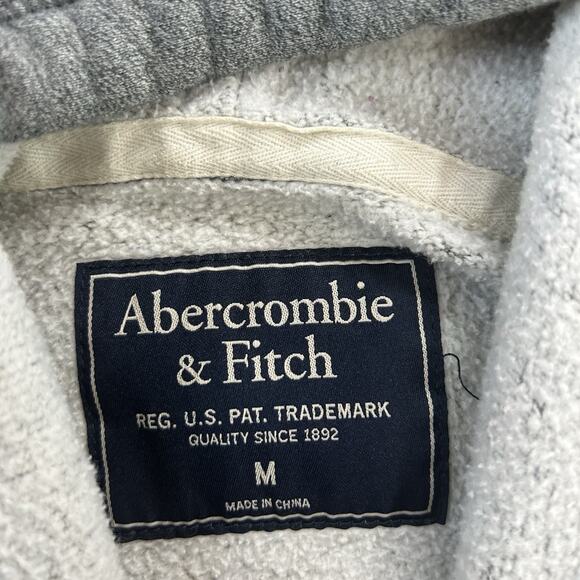 Abercrombie
& Fitch
REG. U.S. PAT. TRADEMARK
QUALITY SINCE 1892
M
MADE IN CHINA